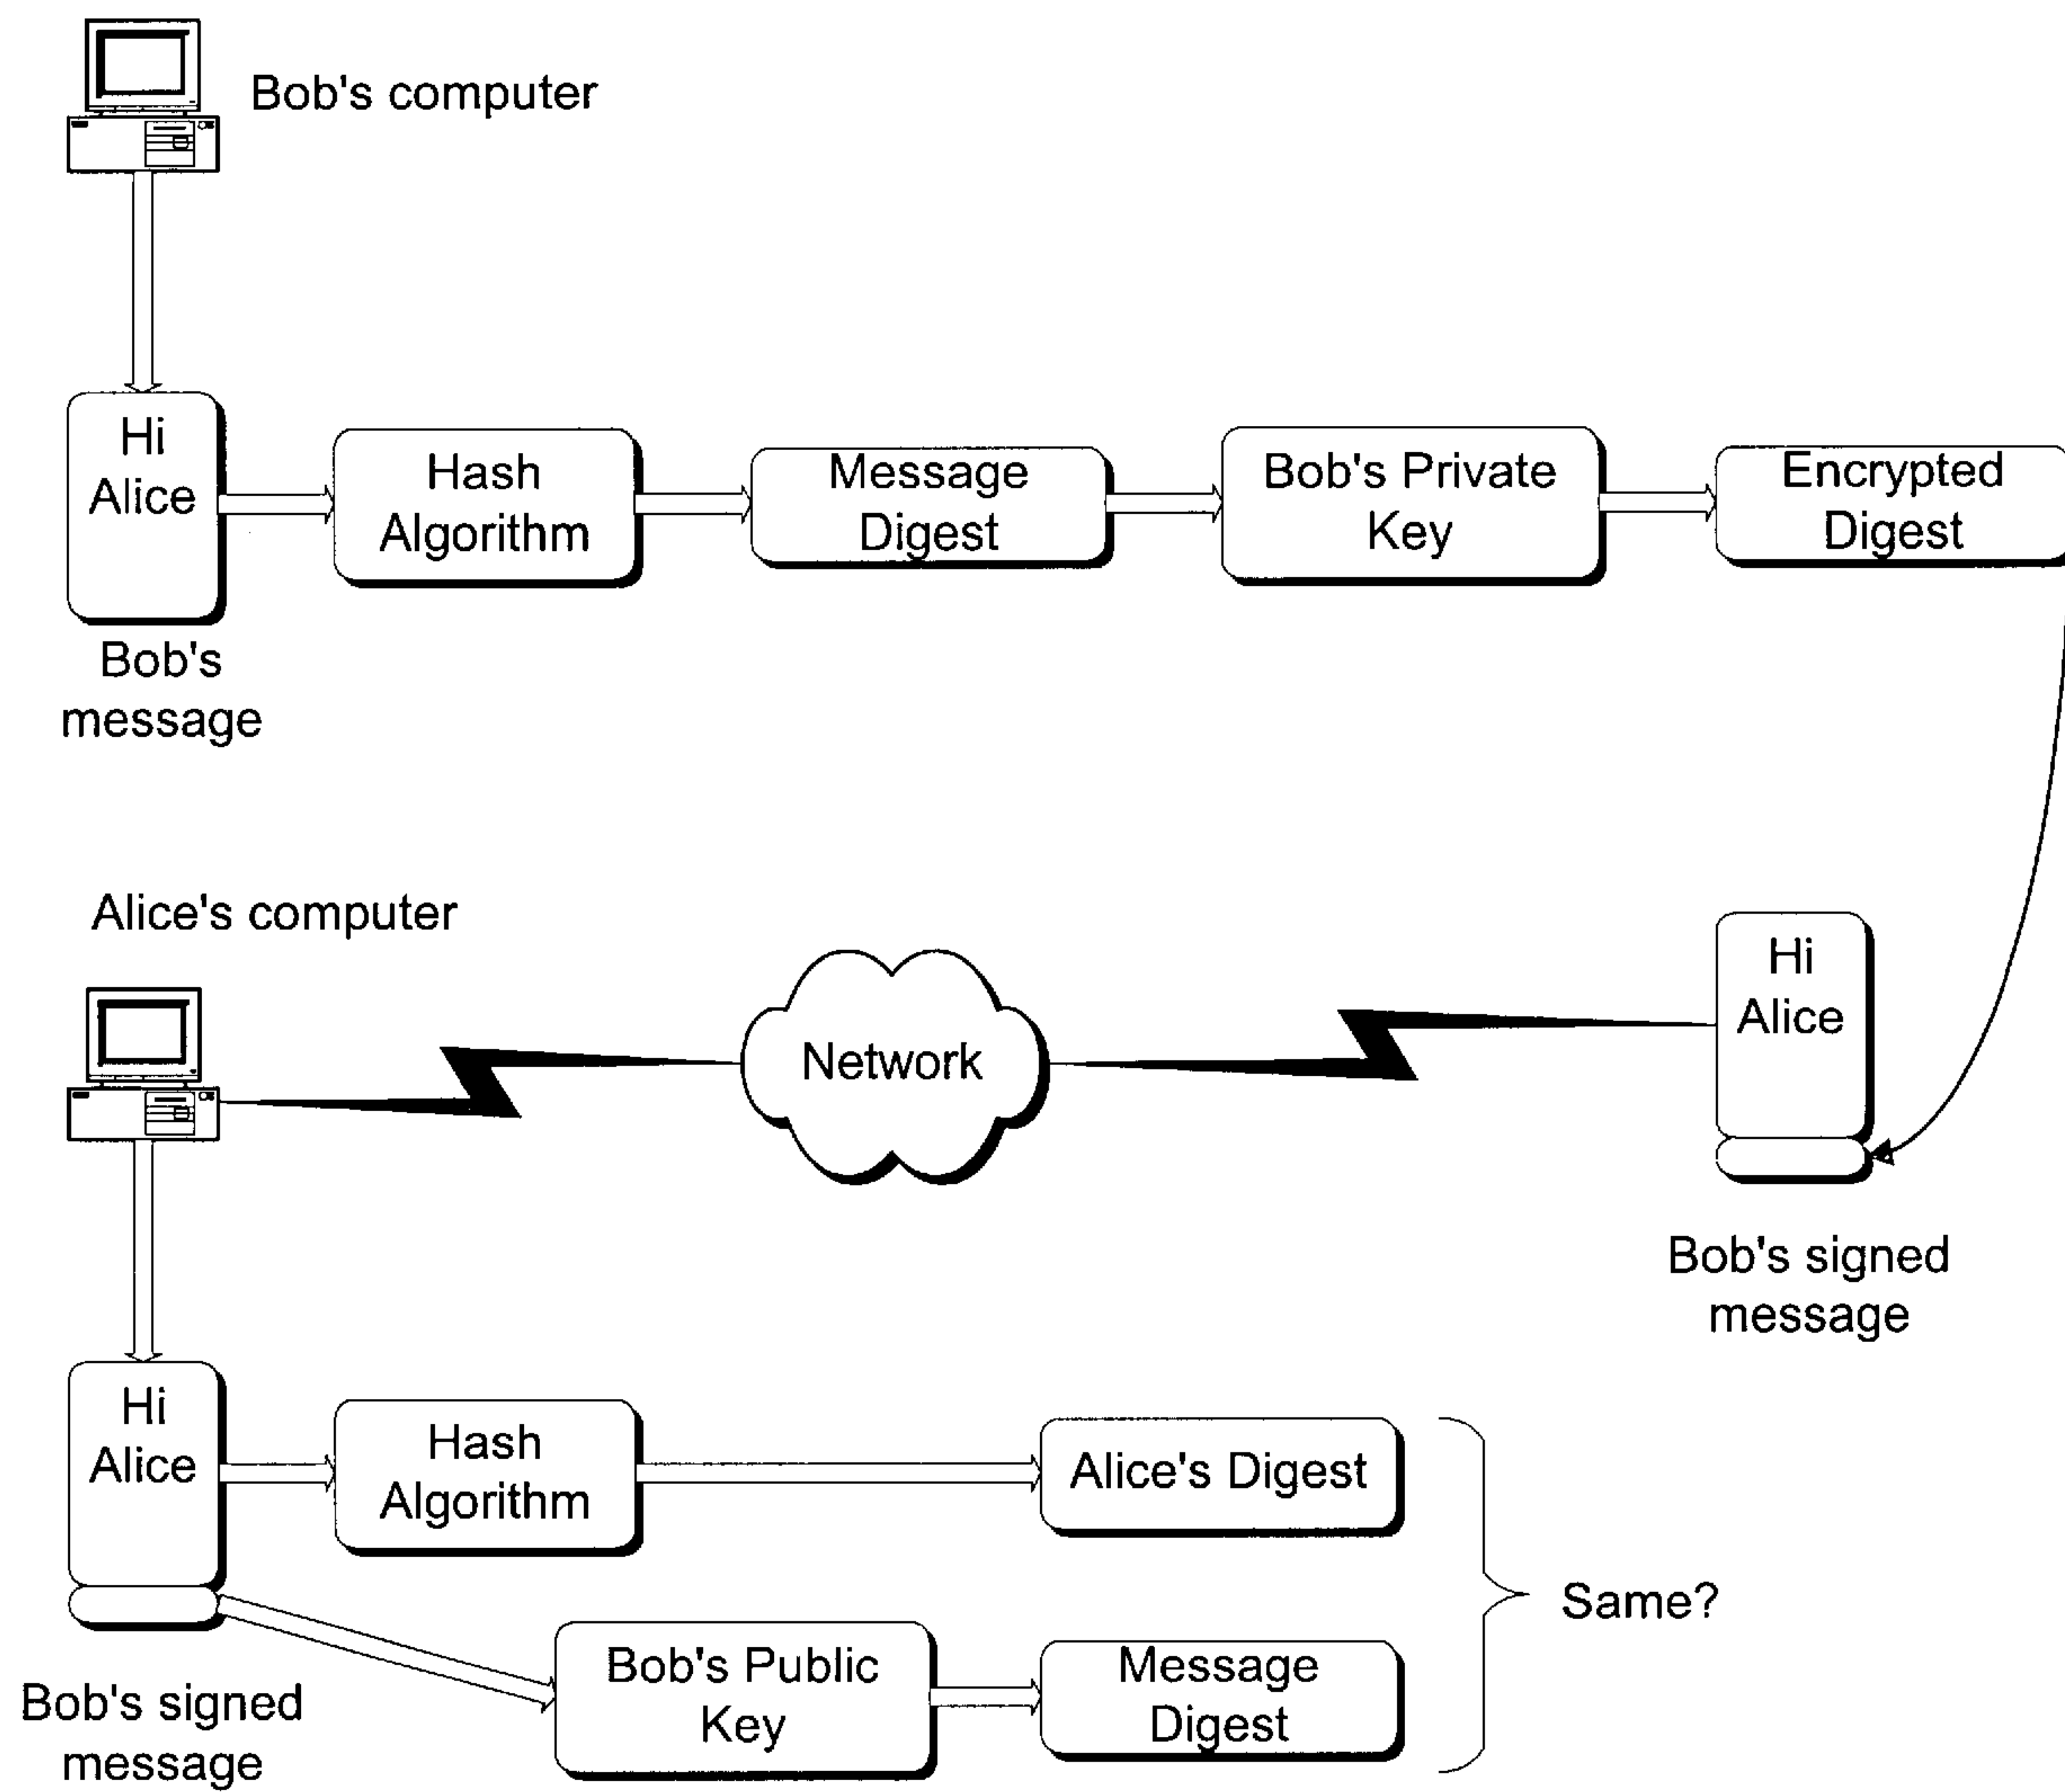 Bob's computer
Hi
Alice
Hash
Algorithm
Message
Digest
Bob's Private
Key
Encrypted
Digest
Bob's
message
Alice's computer
Network
Hi
Alice
Bob's signed
message
Hi
Alice
Hash
Algorithm
Alice's Digest
Same?
Bob's Public
Key
Message
Digest
Bob's signed
message